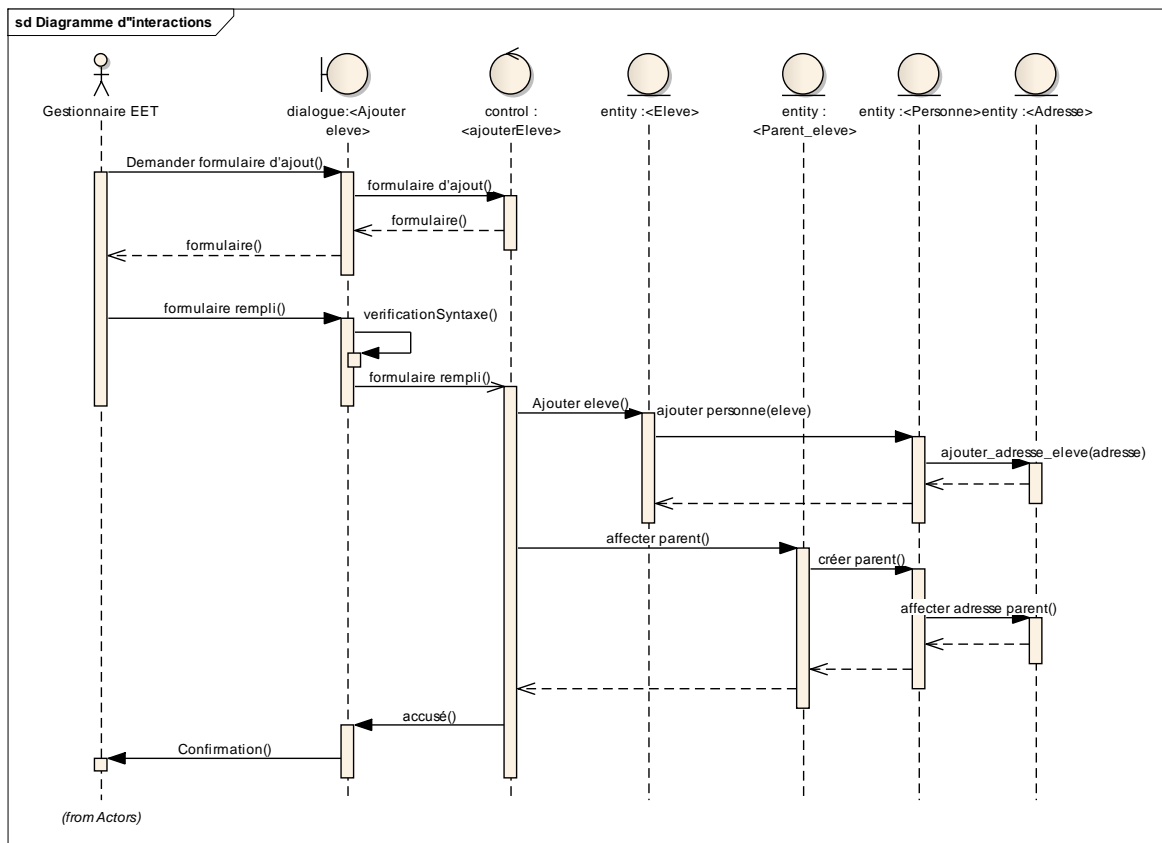 sd Diagramme d"interactions
Gestionnaire EET
dialogue:<Ajouter
eleve>
control :
<ajouterEleve>
entity :<Eleve>
entity :
<Parent_eleve>
entity :<Personne>
entity :<Adresse>
Demander formulaire d'ajout()
formulaire d'ajout()
formulaire()
formulaire()
formulaire rempli()
verificationSyntaxe()
formulaire rempli()
Ajouter eleve()
ajouter personne(eleve)
ajouter_adresse_eleve(adresse)
affecter parent()
créer parent()
affecter adresse parent()
accusé()
Confirmation()
(from Actors)